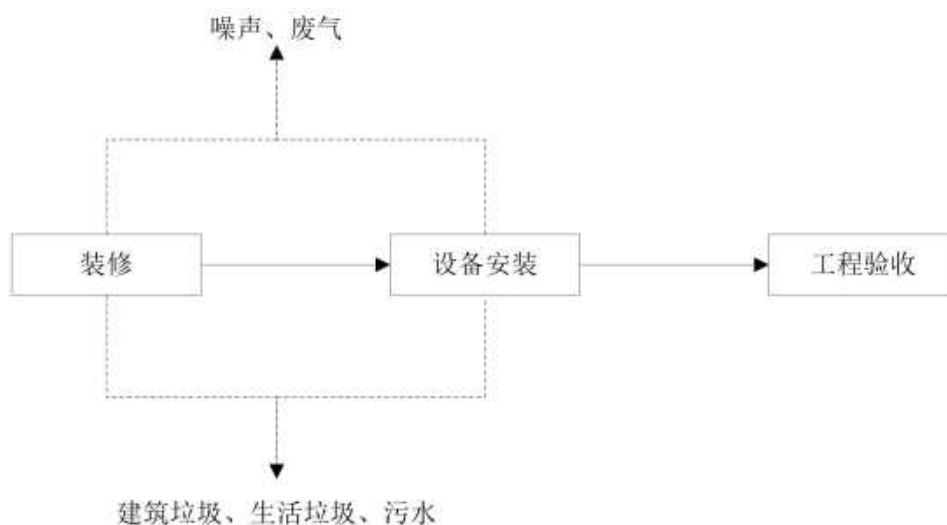 噪声、废气
装修
设备安装
工程验收
建筑垃圾、生活垃圾、污水